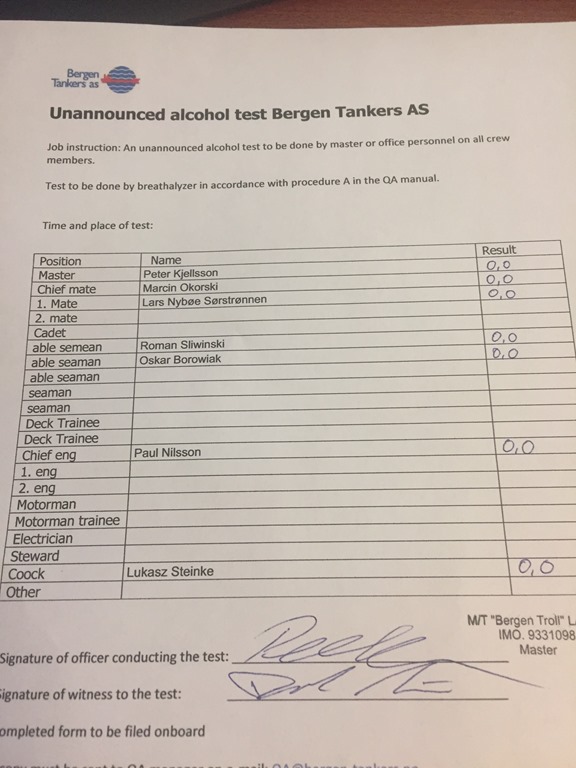 Bergen
Tankers as
Unannounced alcohol test Bergen Tankers AS
Job instruction: An unannounced alcohol test to be done by master or office personnel on all crew
members.
Test to be done by breathalyzer in accordance with procedure A in the QA manual.
Time and place of test:
Position Name Result
Master Peter Kjellsson 0,0
Chief mate Marcin Okorski 0,0
1. Mate Lars Nybøe Sørstrønnen 0,0
2. mate
Cadet
able semean Roman Sliwinski 0,0
able seaman Oskar Borowiak 0,0
able seaman
seaman
seaman
Deck Trainee
Deck Trainee
Chief eng Paul Nilsson 0,0
1. eng
2. eng
Motorman
Motorman trainee
Electrician
Steward
Coock Lukasz Steinke 0,0
Other
M/T "Bergen Troll"
IMO. 9331098
Master
Signature of officer conducting the test:
ignature of witness to the test:
ompleted form to be filed onboard